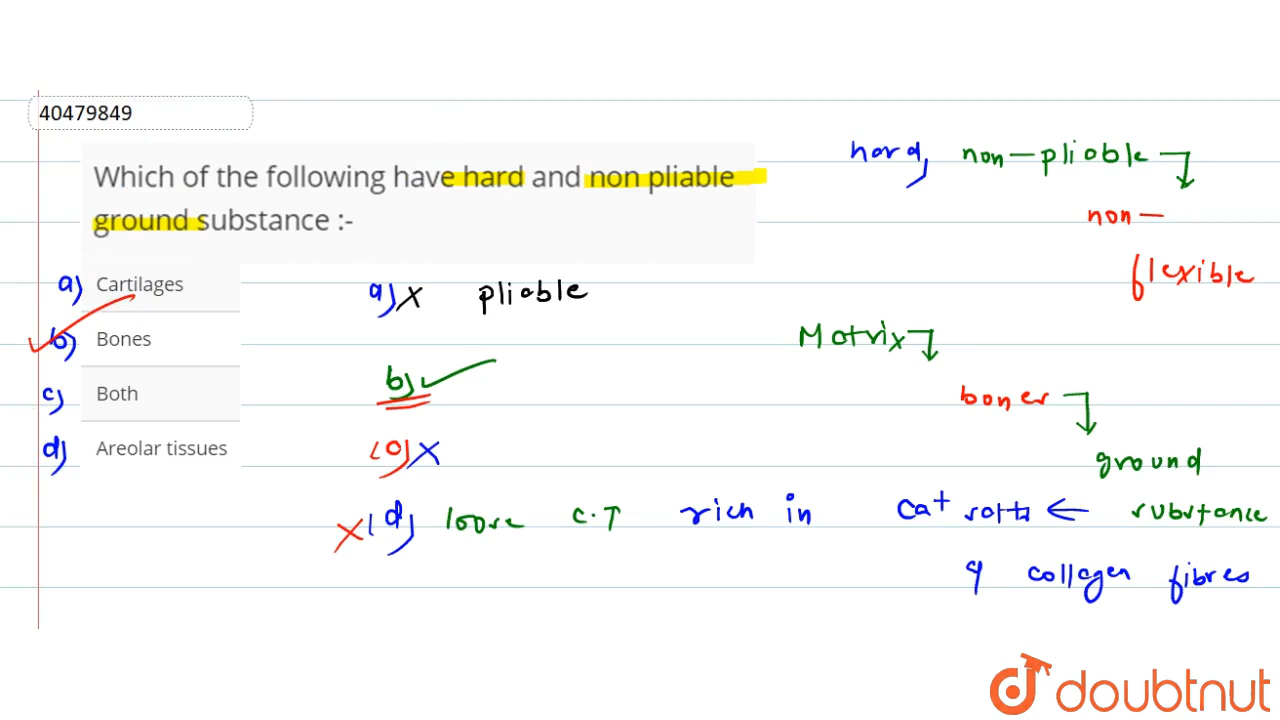 40479849
Which of the following have hard and non pliable
ground substance :-
a) Cartilages
b) Bones
c) Both
d) Areolar tissues
a) x pliable
b)
(c) x
x (d) loose C.T rich in
hard, non-pliable
non-
flexible
Matrix
bones
ground
substance
Ca+ salts
& collagen fibres
doubtnut